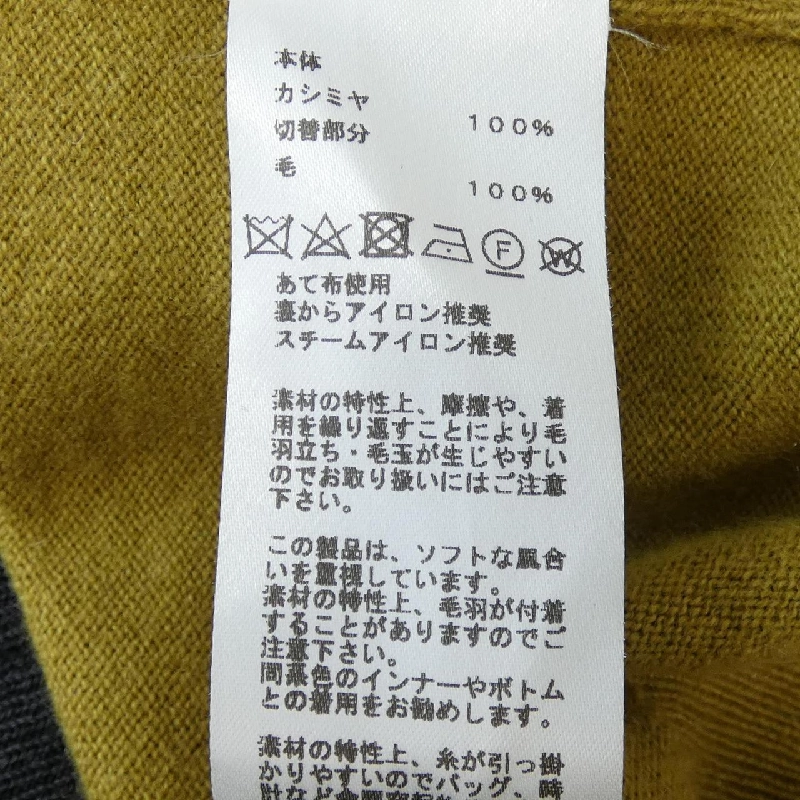 本体
カシミヤ 100%
切替部分
毛 100%
F W
あて布使用
裏からアイロン推奨
スチームアイロン推奨
素材の特性上、摩擦や、着
用を繰り返すことにより毛
羽立ち・毛玉が生じやすい
のでお取り扱いにはご注意
下さい。
この製品は、ソフトな風合
いを重視しています。
素材の特性上、毛羽が付着
することがありますのでご
注意下さい。
同系色のインナーやボトム
との着用をお勧めします。
素材の特性上、糸が引っ掛
かりやすいのでバッグ、時
計など